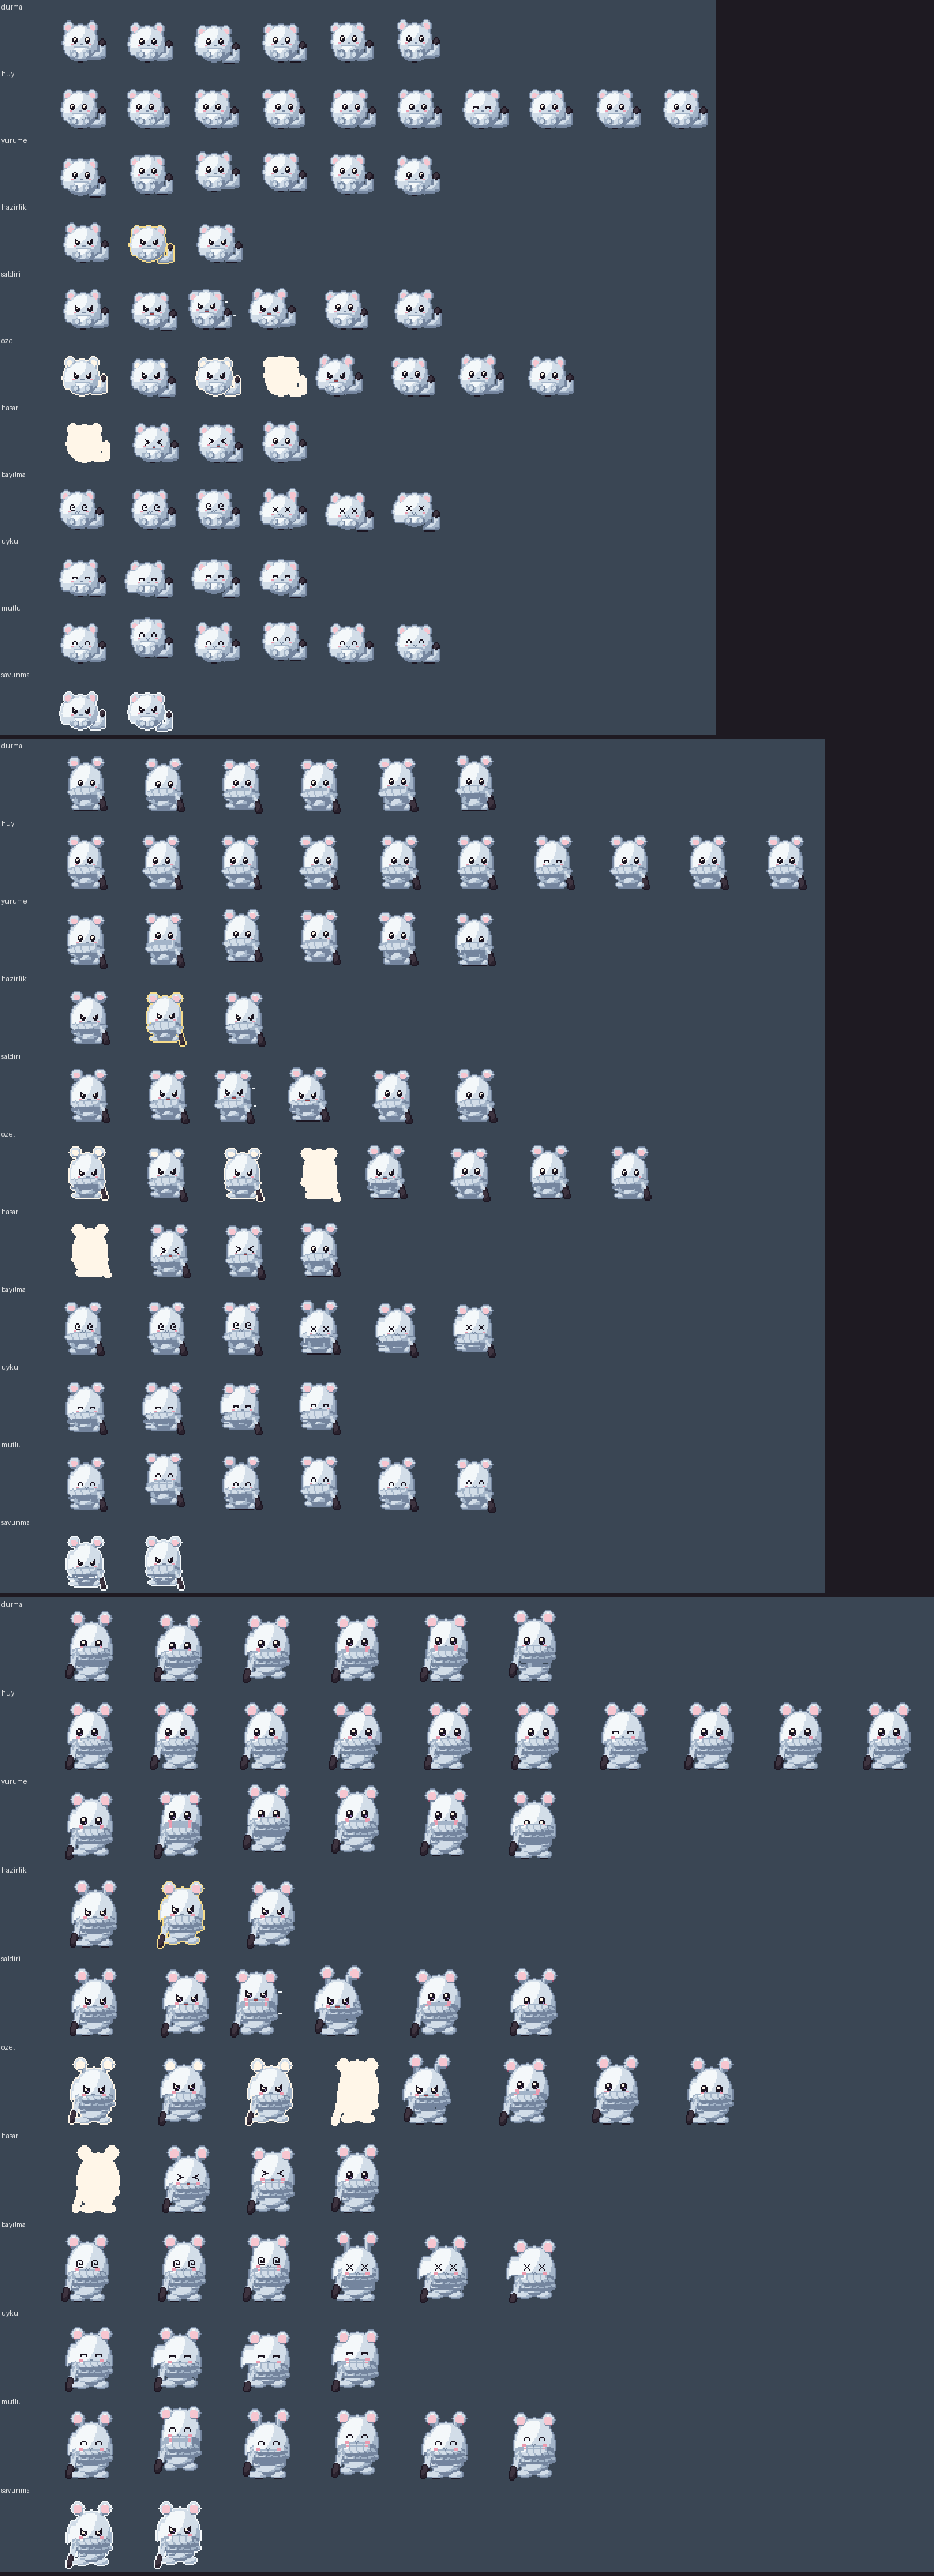 durma
huy
yurume
hazirlik
saldiri
ozel
hasar
bayilma
uyku
mutlu
savunma
durma
huy
yurume
hazirlik
saldiri
ozel
hasar
bayilma
uyku
mutlu
savunma
durma
huy
yurume
hazirlik
saldiri
ozel
hasar
bayilma
uyku
mutlu
savunma